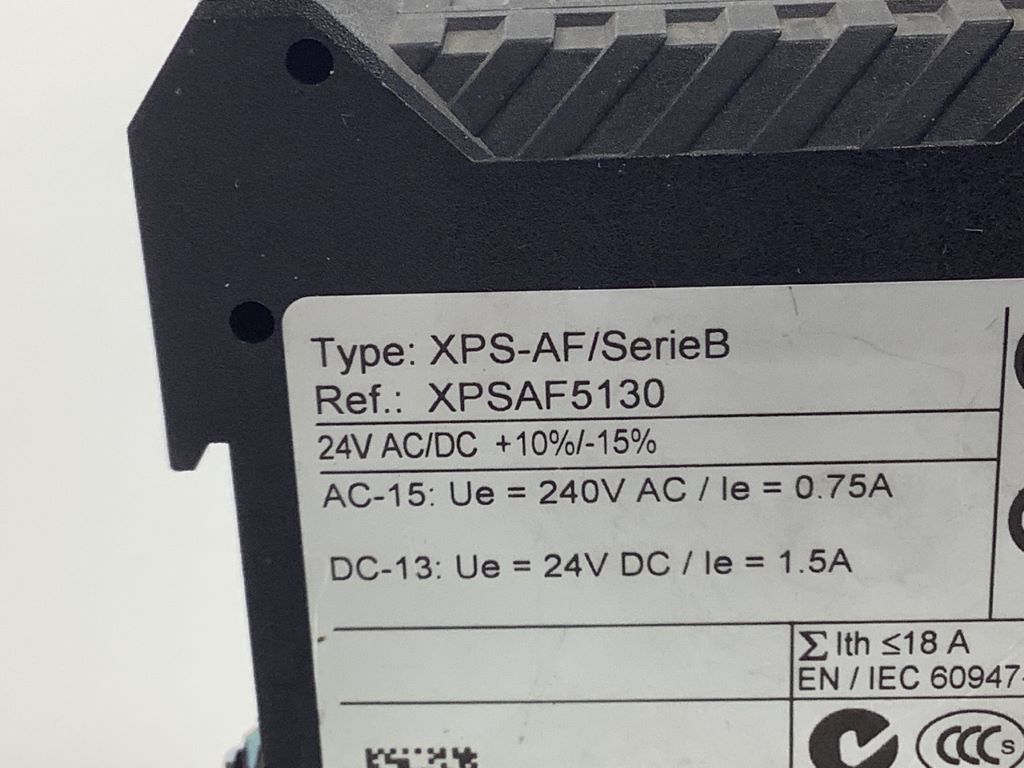 Type: XPS-AF/SerieB
Ref.: XPSAF5130
24V AC/DC +10%/-15%
AC-15: Ue = 240V AC / Ie = 0.75A
DC-13: Ue = 24V DC / Ie = 1.5A
∑ Ith ≤18 A
EN / IEC 60947-
CCC S